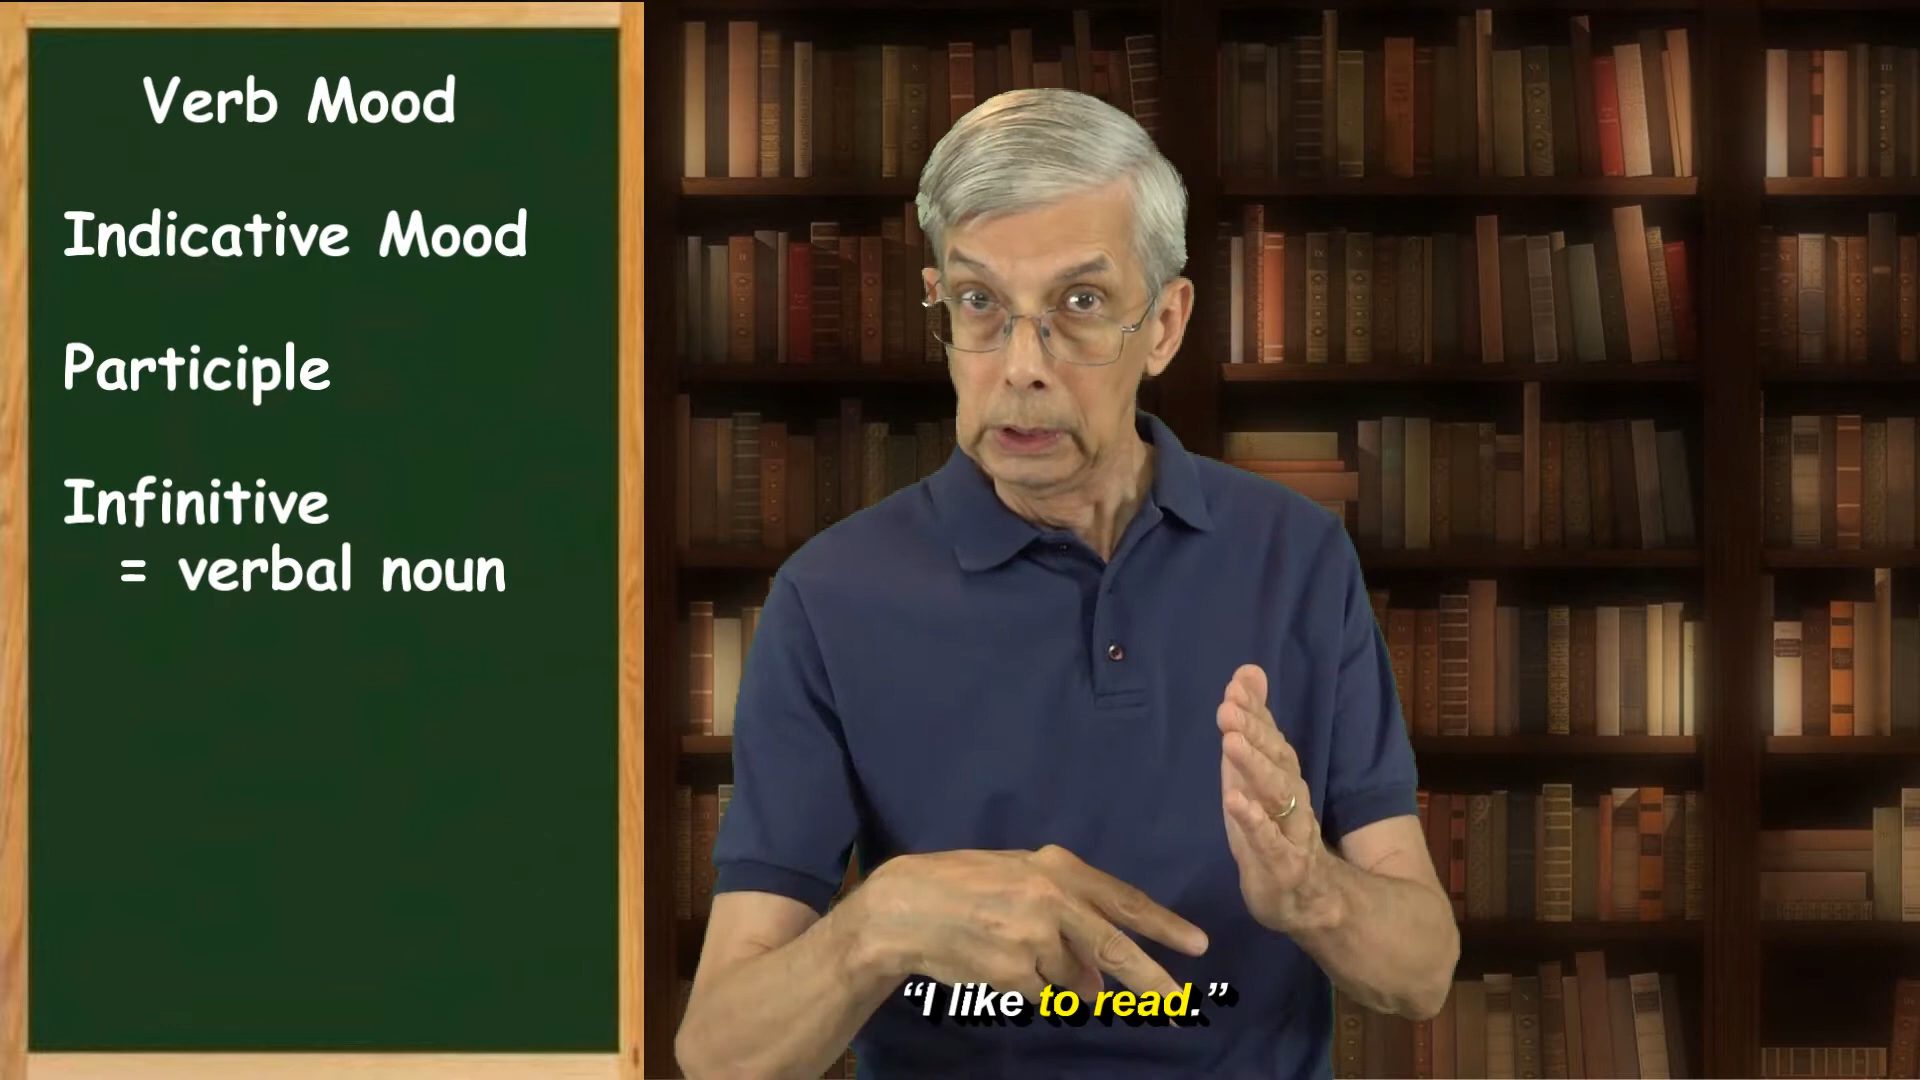 Verb Mood
Indicative Mood
Participle
Infinitive
= verbal noun
“I like to read.”